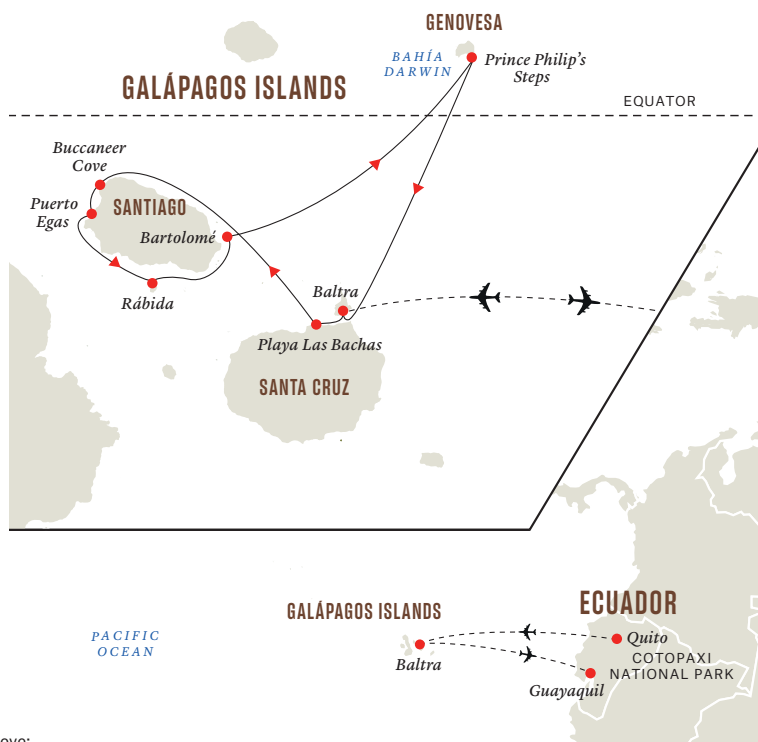 GENOVESA
BAHÍA
DARWIN
Prince Philip's
Steps
GALÁPAGOS ISLANDS
EQUATOR
Buccaneer
Cove
Puerto
Egas
SANTIAGO
Bartolomé
Rábida
Baltra
Playa Las Bachas
SANTA CRUZ
GALÁPAGOS ISLANDS
ECUADOR
PACIFIC
OCEAN
Baltra
Quito
COTOPAXI
NATIONAL PARK
Guayaquil